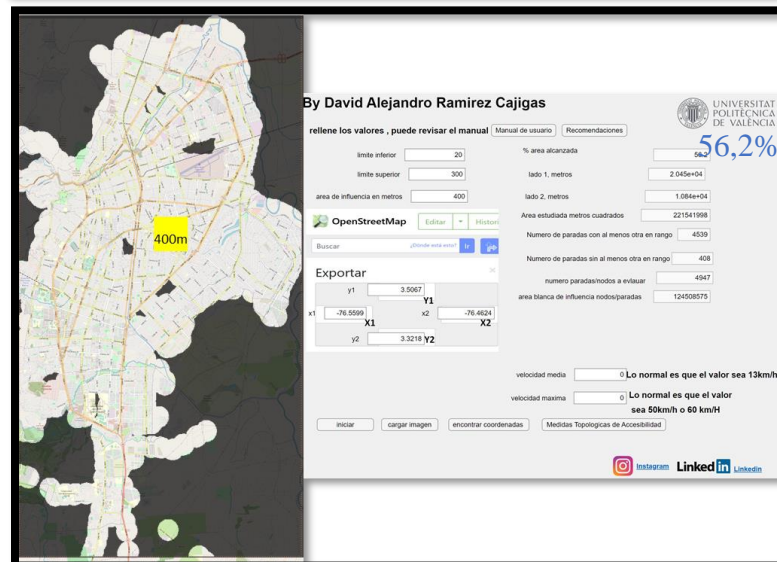 400m
By David Alejandro Ramirez Cajigas
UNIVERSITAT
POLITÈCNICA
DE VALÈNCIA
rellene los valores , puede revisar el manual Manual de usuario Recomendaciones
56,2%
limite inferior 20 % area alcanzada 56.2
limite superior 300 lado 1, metros 2.045e+04
area de influencia en metros 400 lado 2, metros 1.084e+04
OpenStreetMap Editar Histori
Area estudiada metros cuadrados 221541998
Buscar ¿Dónde está esto? Ir
Numero de paradas con al menos otra en rango 4539
Exportar ×
Numero de paradas sin al menos otra en rango 408
y1 3.5067
Y1
numero paradas/nodos a evlauar 4947
area blanca de influencia nodos/paradas 124508575
x1 -76.5599 x2 -76.4624
X1 X2
y2 3.3218 Y2
velocidad media 0 Lo normal es que el valor sea 13km/h
velocidad maxima 0 Lo normal es que el valor
sea 50km/h o 60 km/H
iniciar cargar imagen encontrar coordenadas Medidas Topologicas de Accesibilidad
Instagram Linked in Linkedin